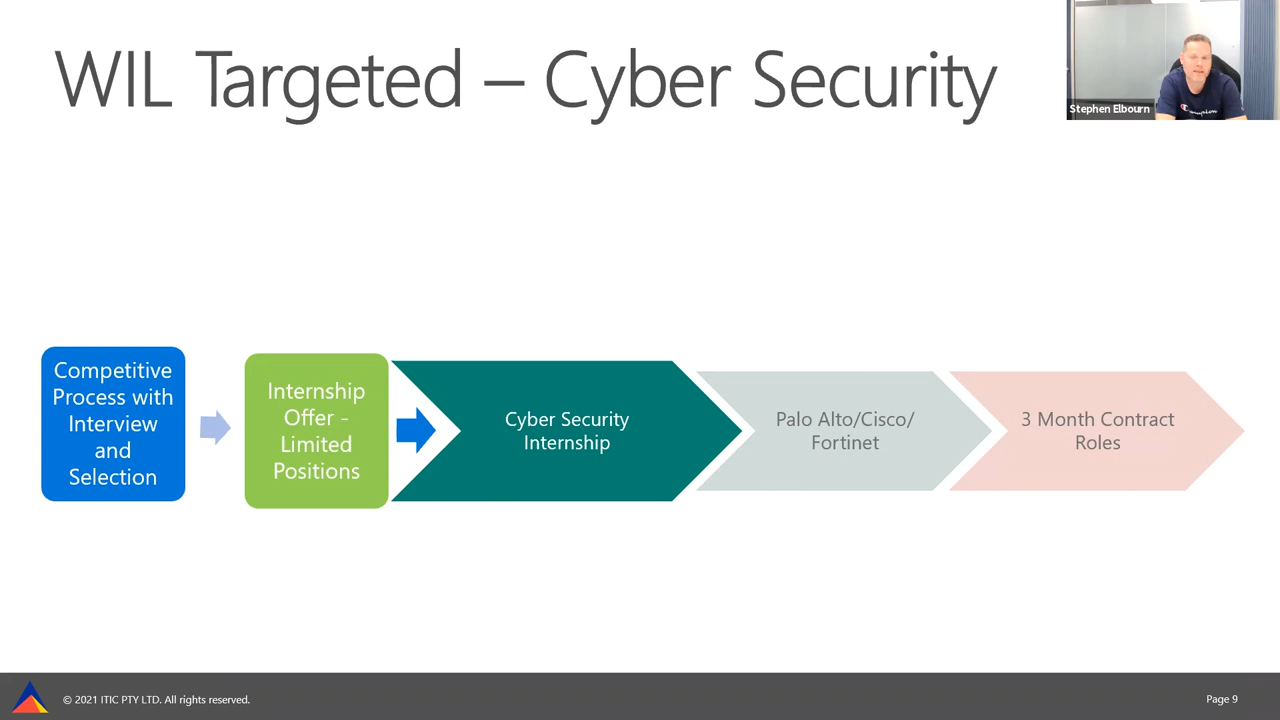 WIL Targeted – Cyber Security
Stephen Elbourn
Champion
Competitive
Process with
Interview
and
Selection
Internship
Offer -
Limited
Positions
Cyber Security
Internship
Palo Alto/Cisco/
Fortinet
3 Month Contract
Roles
© 2021 ITIC PTY LTD. All rights reserved.
Page 9